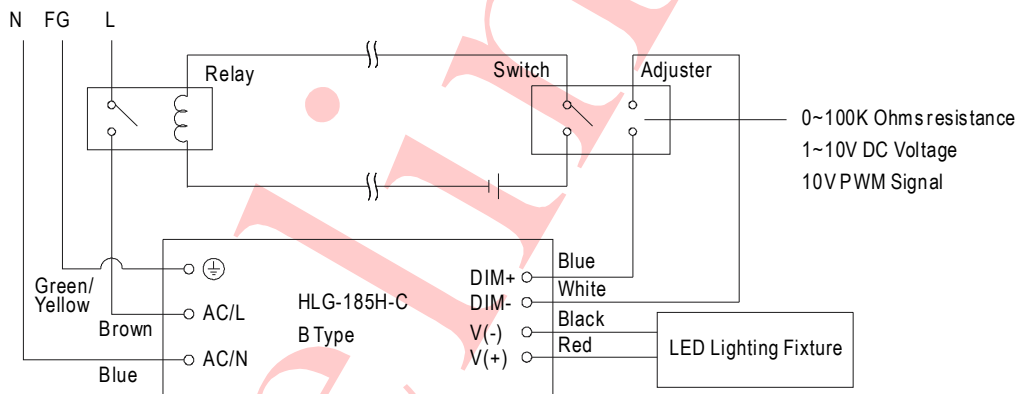 N FG L
Relay
Switch
Adjuster
0~100K Ohms resistance
1~10V DC Voltage
10V PWM Signal
Green/
Yellow
Brown
Blue
AC/L
AC/N
HLG-185H-C
B Type
DIM+
DIM-
V(-)
V(+)
Blue
White
Black
Red
LED Lighting Fixture